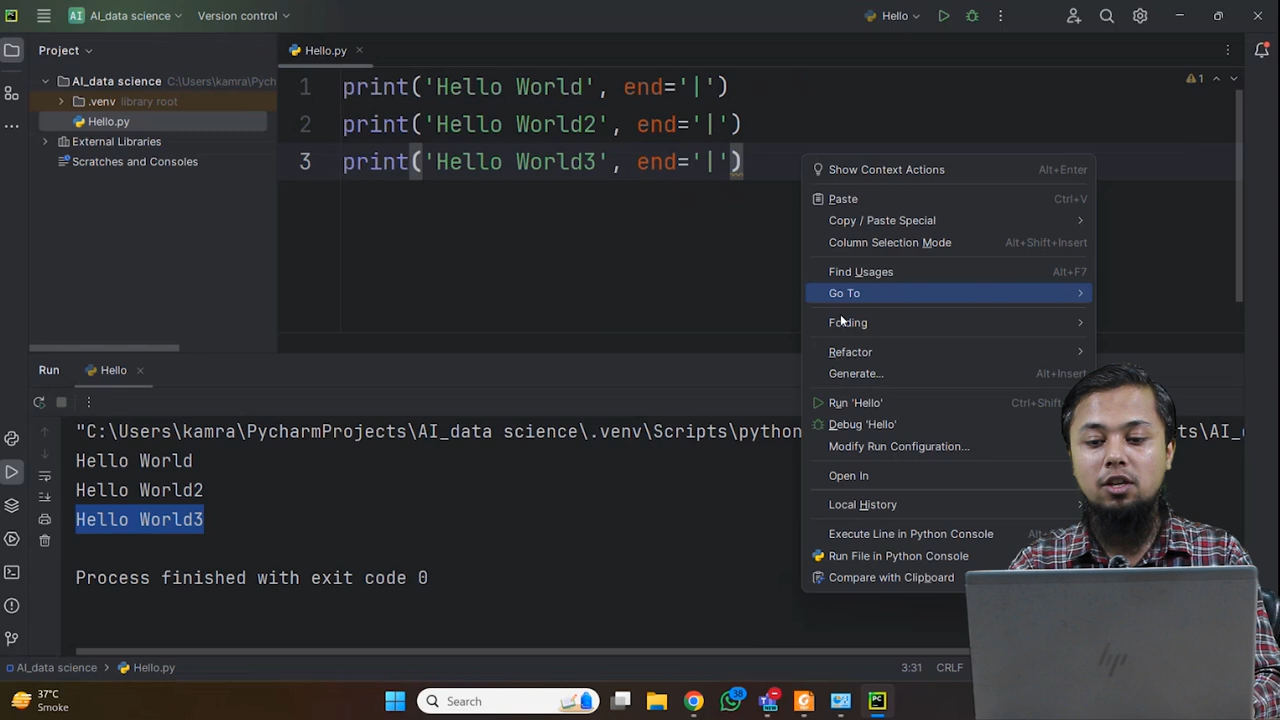 AI AI_data science
Version control
Hello
Project
Hello.py
AI_data science C:\Users\kamra\Pych
.venv library root
Hello.py
External Libraries
Scratches and Consoles
1 print('Hello World', end='|')
2 print('Hello World2', end='|')
3 print('Hello World3', end='|')
1
Show Context Actions Alt+Enter
Paste Ctrl+V
Copy / Paste Special
Column Selection Mode Alt+Shift+Insert
Find Usages Alt+F7
Go To
Folding
Refactor
Generate... Alt+Insert
Run 'Hello' Ctrl+Shift
Debug 'Hello'
Modify Run Configuration...
Open In
Local History
Execute Line in Python Console
Run File in Python Console
Compare with Clipboard
Run Hello
"C:\Users\kamra\PycharmProjects\AI_data science\.venv\Scripts\python
Hello World
Hello World2
Hello World3
Process finished with exit code 0
AI_data science > Hello.py
3:31 CRLF
37°C
Smoke
Search
38
PC
hp